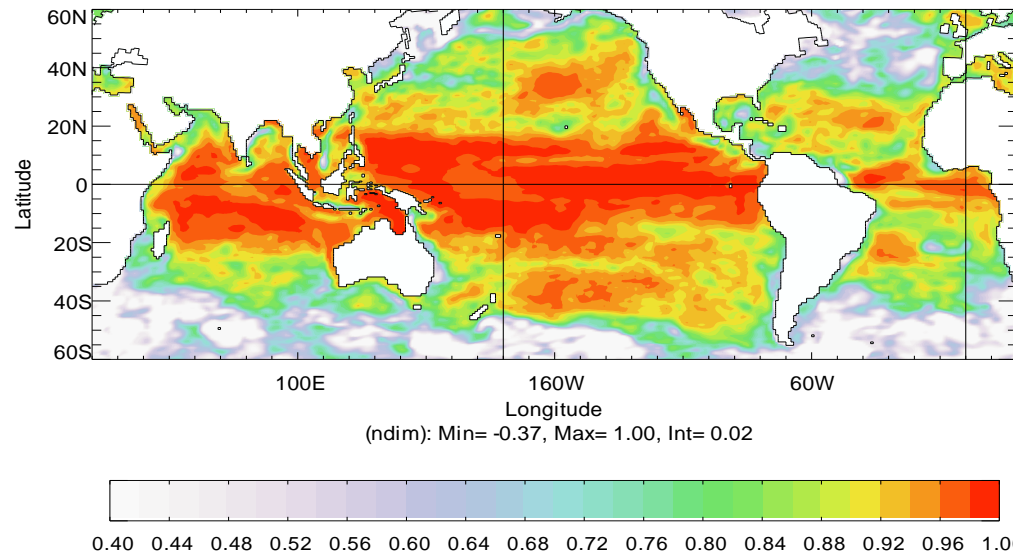 60N
40N
20N
0
20S
40S
60S
Latitude
100E 160W 60W
Longitude
(ndim): Min= -0.37, Max= 1.00, Int= 0.02
0.40 0.44 0.48 0.52 0.56 0.60 0.64 0.68 0.72 0.76 0.80 0.84 0.88 0.92 0.96 1.0